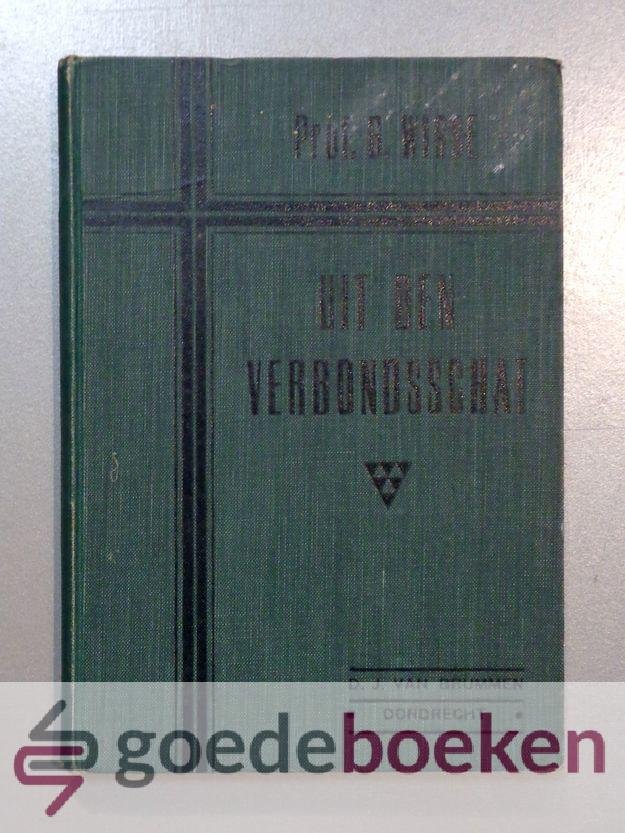 Prof. G. WISSE
UIT DEN
VERBONDSSCHAT
D. J. VAN BRUMMEN
DORDRECHT
goedeboeken